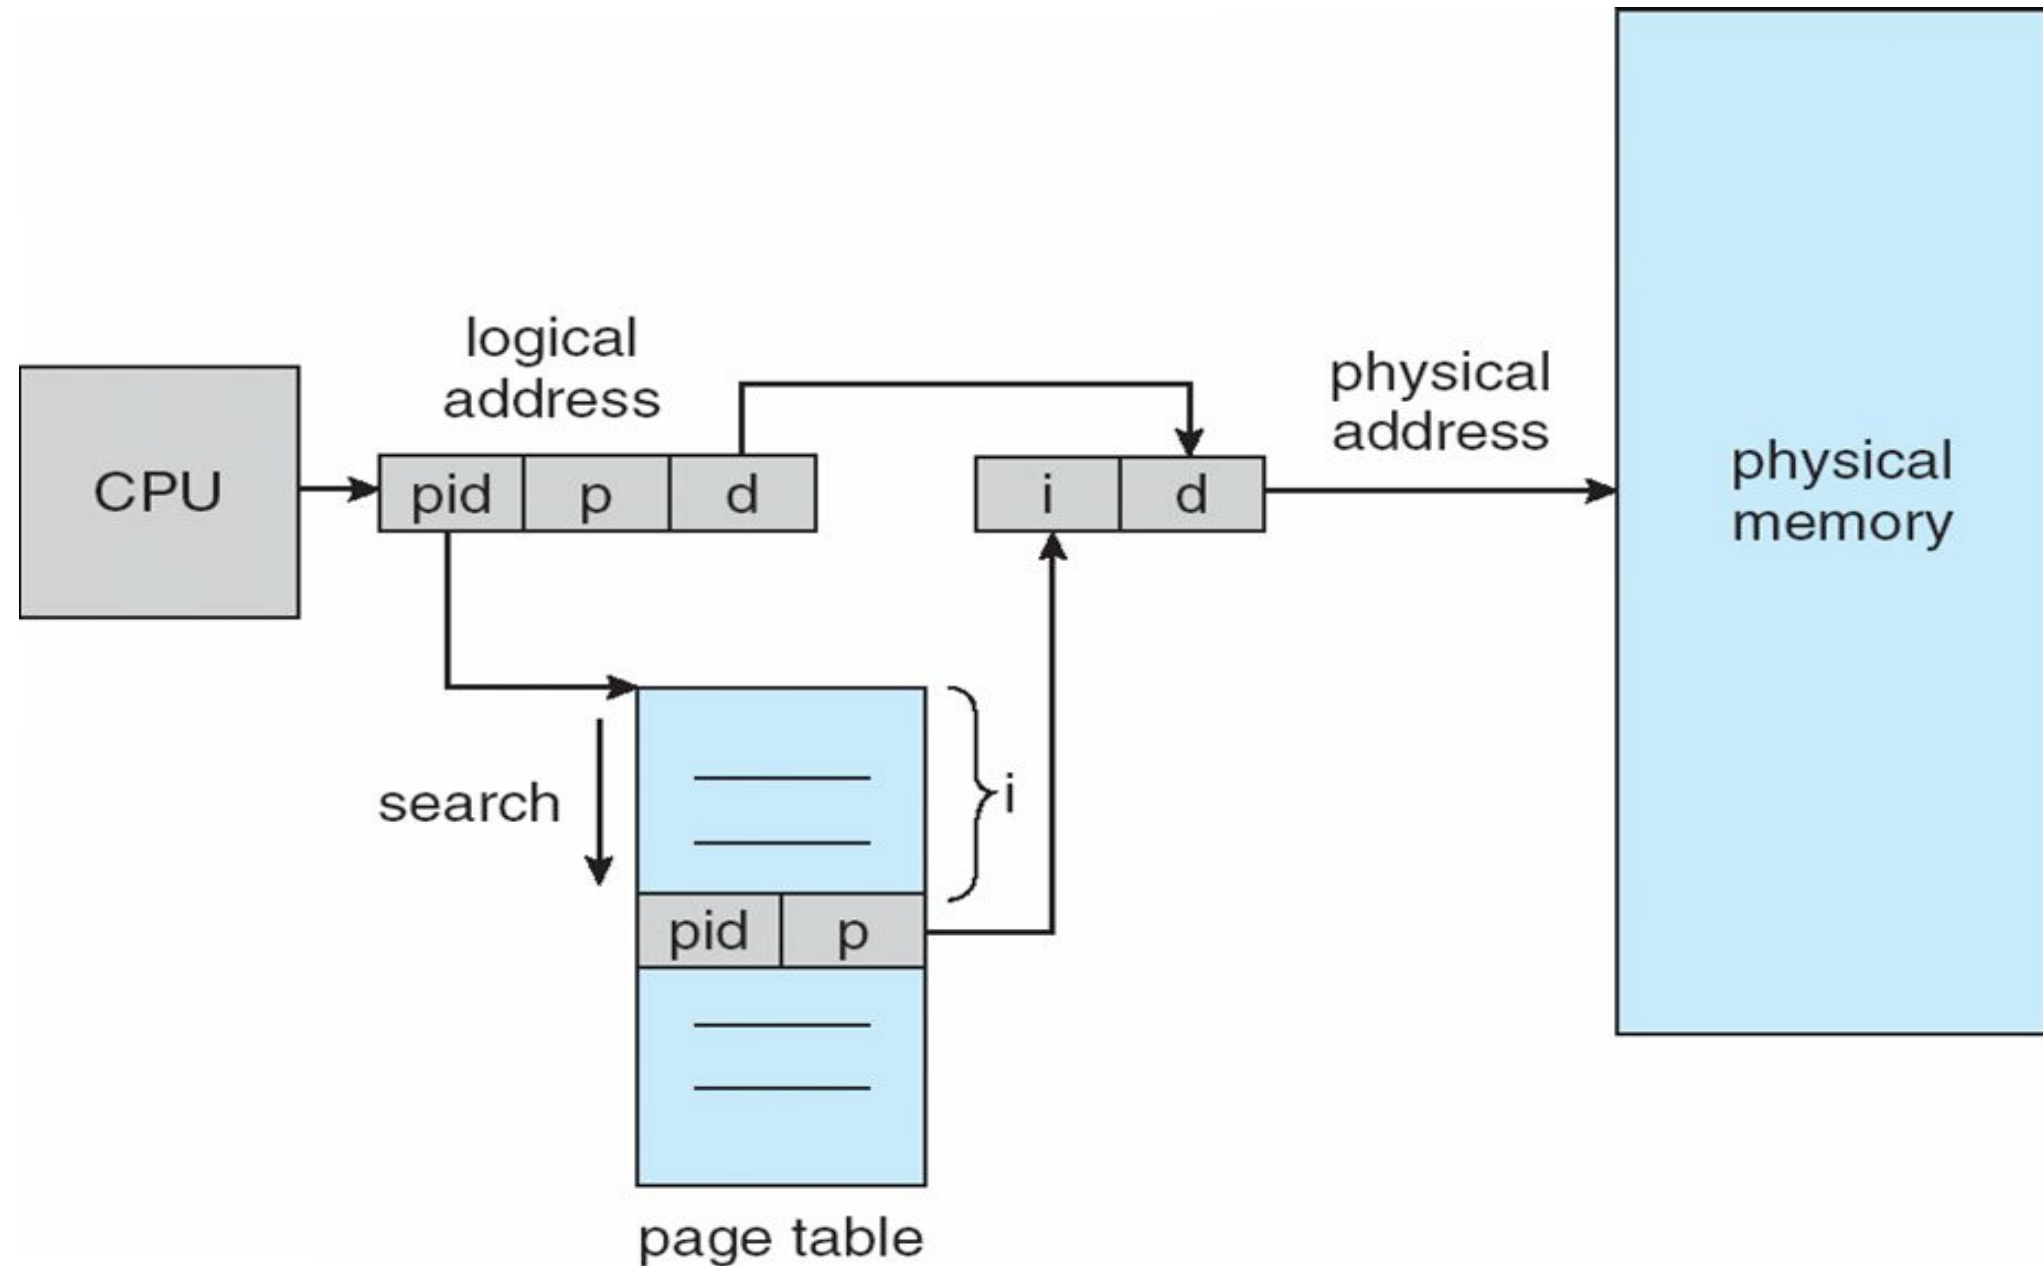 logical
address
physical
address
CPU
pid p d
i d
physical
memory
search
i
pid p
page table